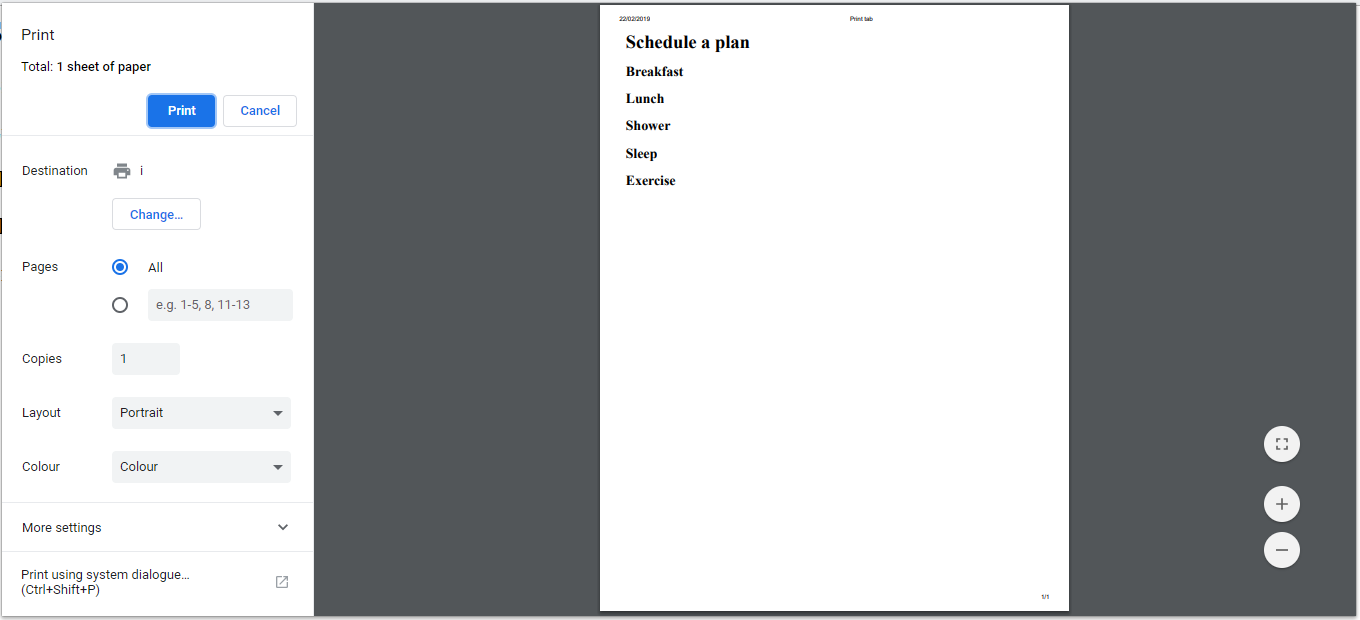 Print
Total: 1 sheet of paper
Print
Cancel
Destination
i
Change...
Pages
All
e.g. 1-5, 8, 11-13
Copies
1
Layout
Portrait
Colour
Colour
More settings
Print using system dialogue...
(Ctrl+Shift+P)
22/02/2019
Print tab
Schedule a plan
Breakfast
Lunch
Shower
Sleep
Exercise
1/1